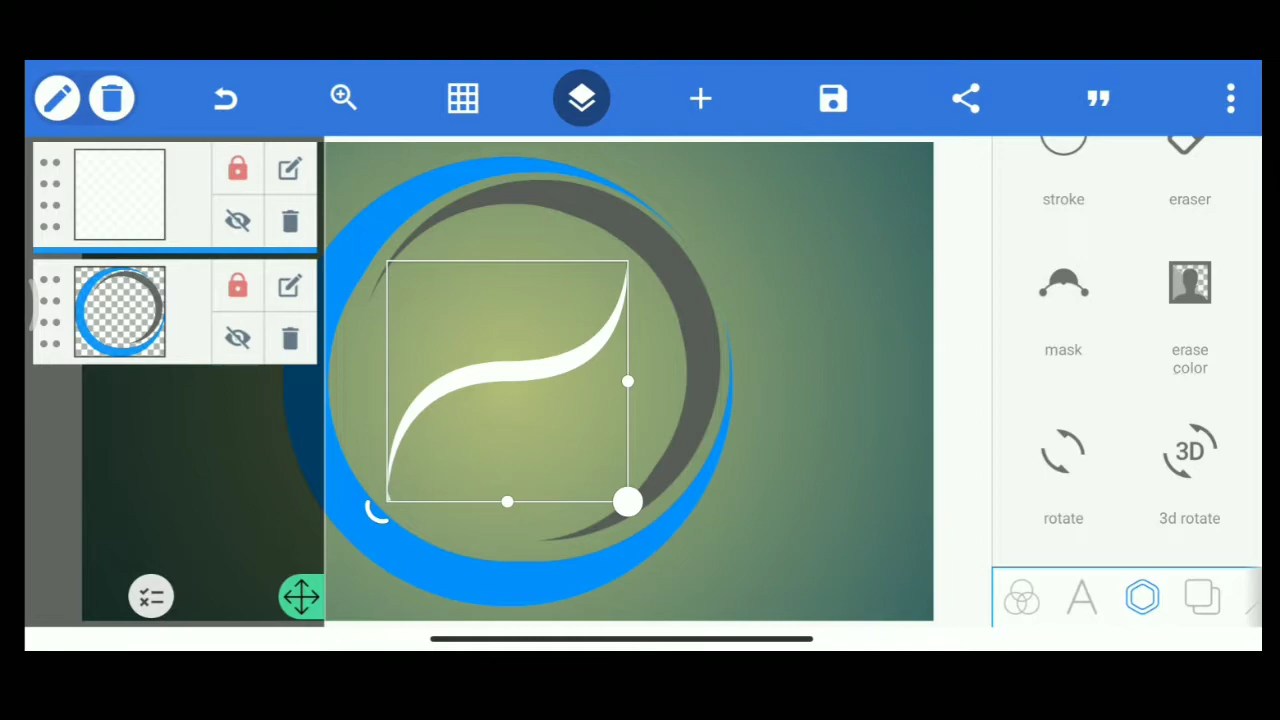 stroke
eraser
mask
erase
color
3D
rotate
3d rotate
A